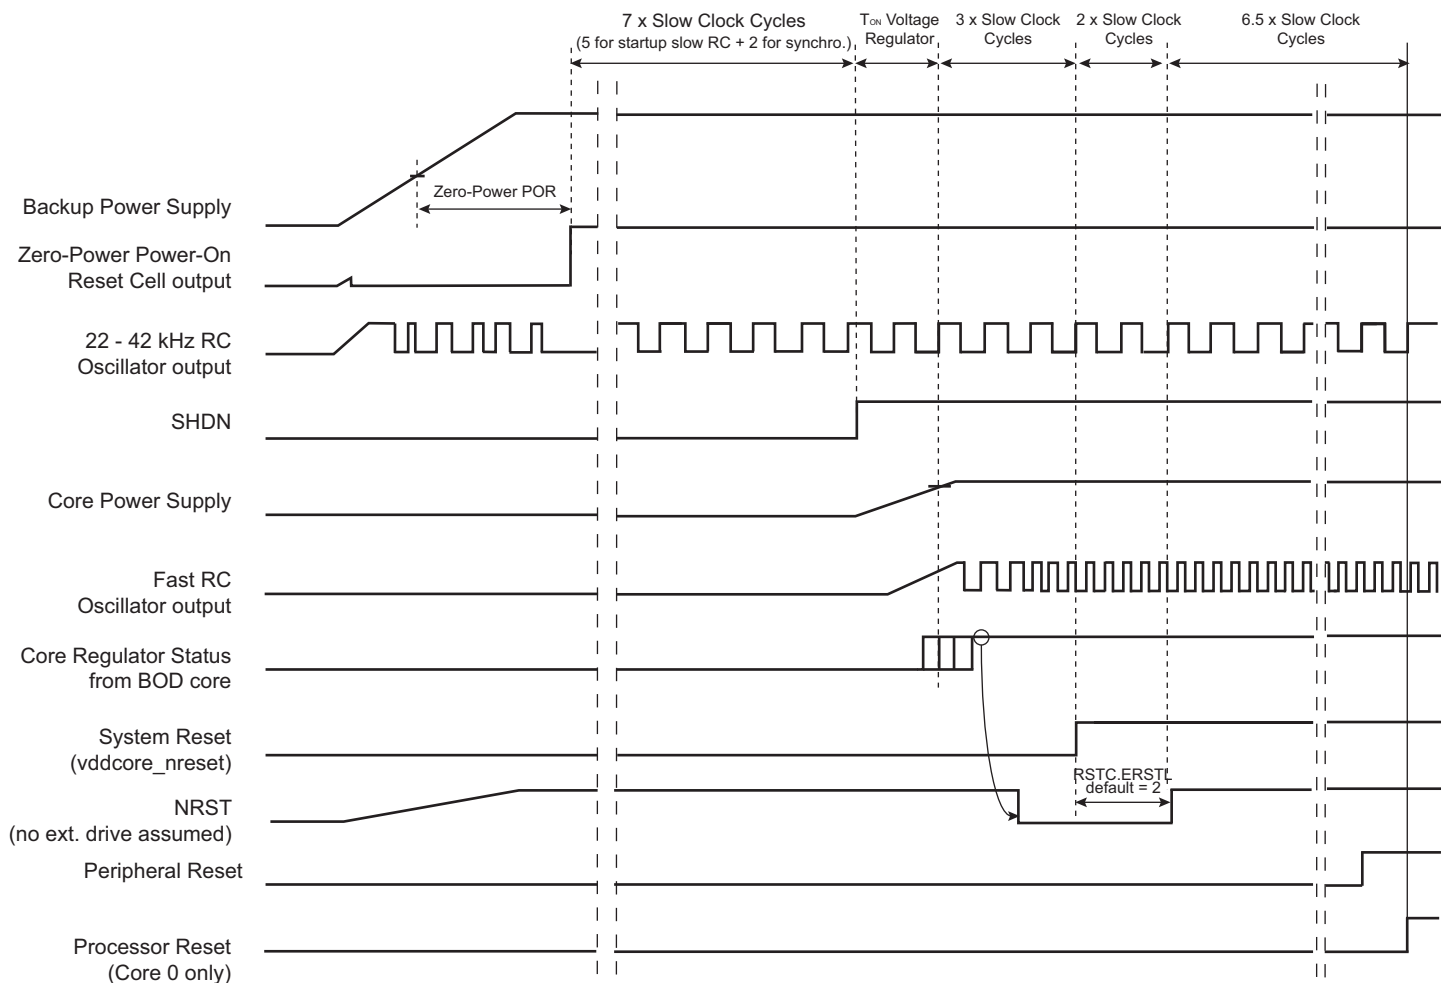 7 x Slow Clock Cycles
(5 for startup slow RC + 2 for synchro.)
TON Voltage
Regulator
3 x Slow Clock
Cycles
2 x Slow Clock
Cycles
6.5 x Slow Clock
Cycles
Zero-Power POR
Backup Power Supply
Zero-Power Power-On
Reset Cell output
22 - 42 kHz RC
Oscillator output
SHDN
Core Power Supply
Fast RC
Oscillator output
Core Regulator Status
from BOD core
System Reset
(vddcore_nreset)
RSTC.ERSTL
default = 2
NRST
(no ext. drive assumed)
Peripheral Reset
Processor Reset
(Core 0 only)